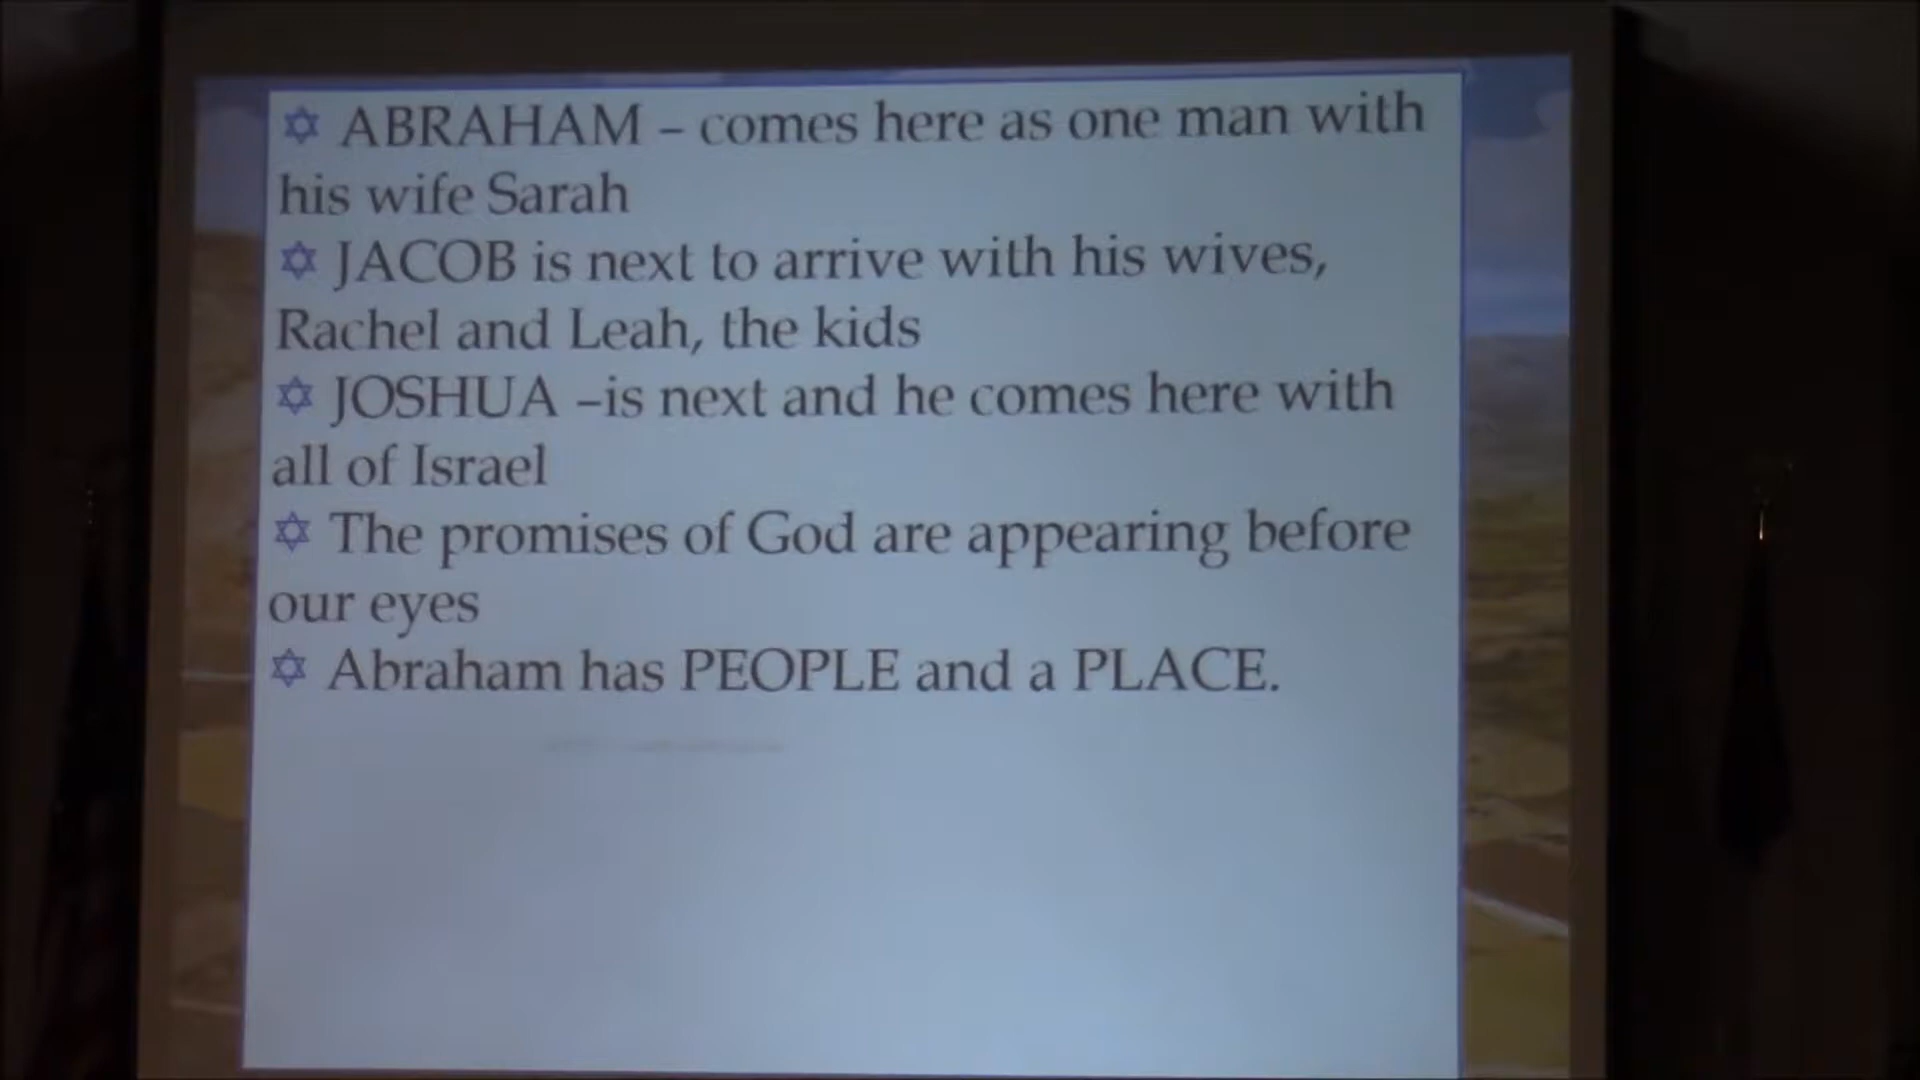 ✡ ABRAHAM – comes here as one man with
his wife Sarah
✡ JACOB is next to arrive with his wives,
Rachel and Leah, the kids
✡ JOSHUA –is next and he comes here with
all of Israel
✡ The promises of God are appearing before
our eyes
✡ Abraham has PEOPLE and a PLACE.